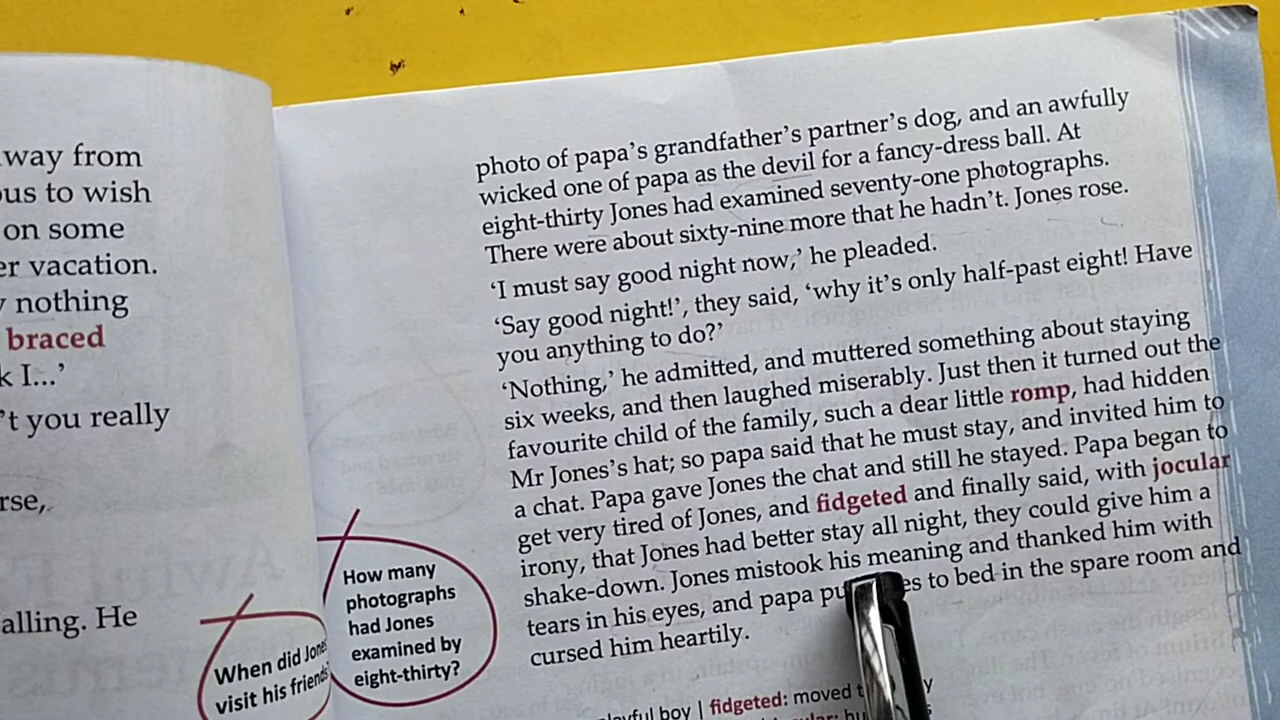 way from
ous to wish
on some
er vacation.
nothing
braced
k I...’
’t you really
rse,
alling. He
When did Jones
visit his friends
How many
photographs
had Jones
examined by
eight-thirty?
photo of papa’s grandfather’s partner’s dog, and an awfully
wicked one of papa as the devil for a fancy-dress ball. At
eight-thirty Jones had examined seventy-one photographs.
There were about sixty-nine more that he hadn’t. Jones rose.
‘I must say good night now,’ he pleaded.
‘Say good night!’, they said, ‘why it’s only half-past eight! Have
you anything to do?’
‘Nothing,’ he admitted, and muttered something about staying
six weeks, and then laughed miserably. Just then it turned out the
favourite child of the family, such a dear little romp, had hidden
Mr Jones’s hat; so papa said that he must stay, and invited him to
a chat. Papa gave Jones the chat and still he stayed. Papa began to
get very tired of Jones, and fidgeted and finally said, with jocular
irony, that Jones had better stay all night, they could give him a
shake-down. Jones mistook his meaning and thanked him with
tears in his eyes, and papa pu es to bed in the spare room and
cursed him heartily.
layful boy | fidgeted: moved